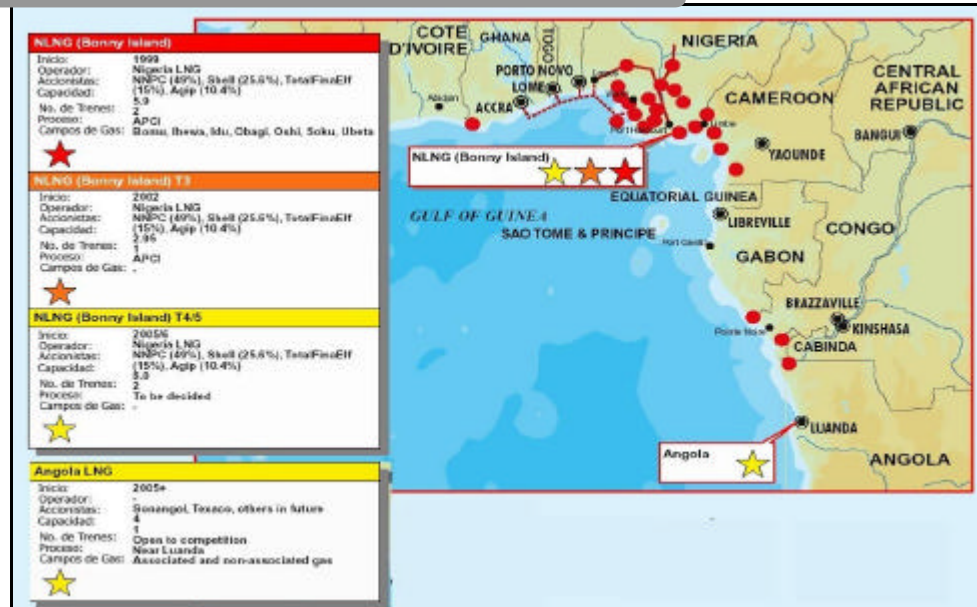 NLNG (Bonny Island)
Inicio: 1999
Operador: Nigeria LNG
Accionistas: NNPC (49%), Shell (25.6%), TotalFinaElf
Capacidad: (15%), Agip (10.4%)
5.9
No. de Trenes: 2
Proceso: APCI
Campos de Gas: Bomu, Ibewa, Idu, Obagi, Oshi, Soku, Ubeta
NLNG (Bonny Island) T3
Inicio: 2002
Operador: Nigeria LNG
Accionistas: NNPC (49%), Shell (25.6%), TotalFinaElf
Capacidad: (15%), Agip (10.4%)
2.95
No. de Trenes: 1
Proceso: APCI
Campos de Gas: .
NLNG (Bonny Island) T4/5
Inicio: 2005/6
Operador: Nigeria LNG
Accionistas: NNPC (49%), Shell (25.6%), TotalFinaElf
Capacidad: (15%), Agip (10.4%)
No. de Trenes: 2
Proceso: To be decided
Campos de Gas: .
Angola LNG
Inicio: 2005+
Operador: -
Accionistas: Sonangol, Texaco, others in future
Capacidad: 4
1
No. de Trenes: Open to competition
Proceso: Near Luanda
Campos de Gas: Associated and non-associated gas
COTE D'IVOIRE
GHANA
TOGO
NIGERIA
PORTO NOVO
LOME
ACCRA
Abidjan
Port Harcourt
Limbe
CAMEROON
CENTRAL AFRICAN REPUBLIC
BANGUI
YAOUNDE
NLNG (Bonny Island)
EQUATORIAL GUINEA
GULF OF GUINEA
SAO TOME & PRINCIPE
LIBREVILLE
Port Gentil
GABON
CONGO
BRAZZAVILLE
KINSHASA
Pointe Noire
CABINDA
LUANDA
Angola
ANGOLA